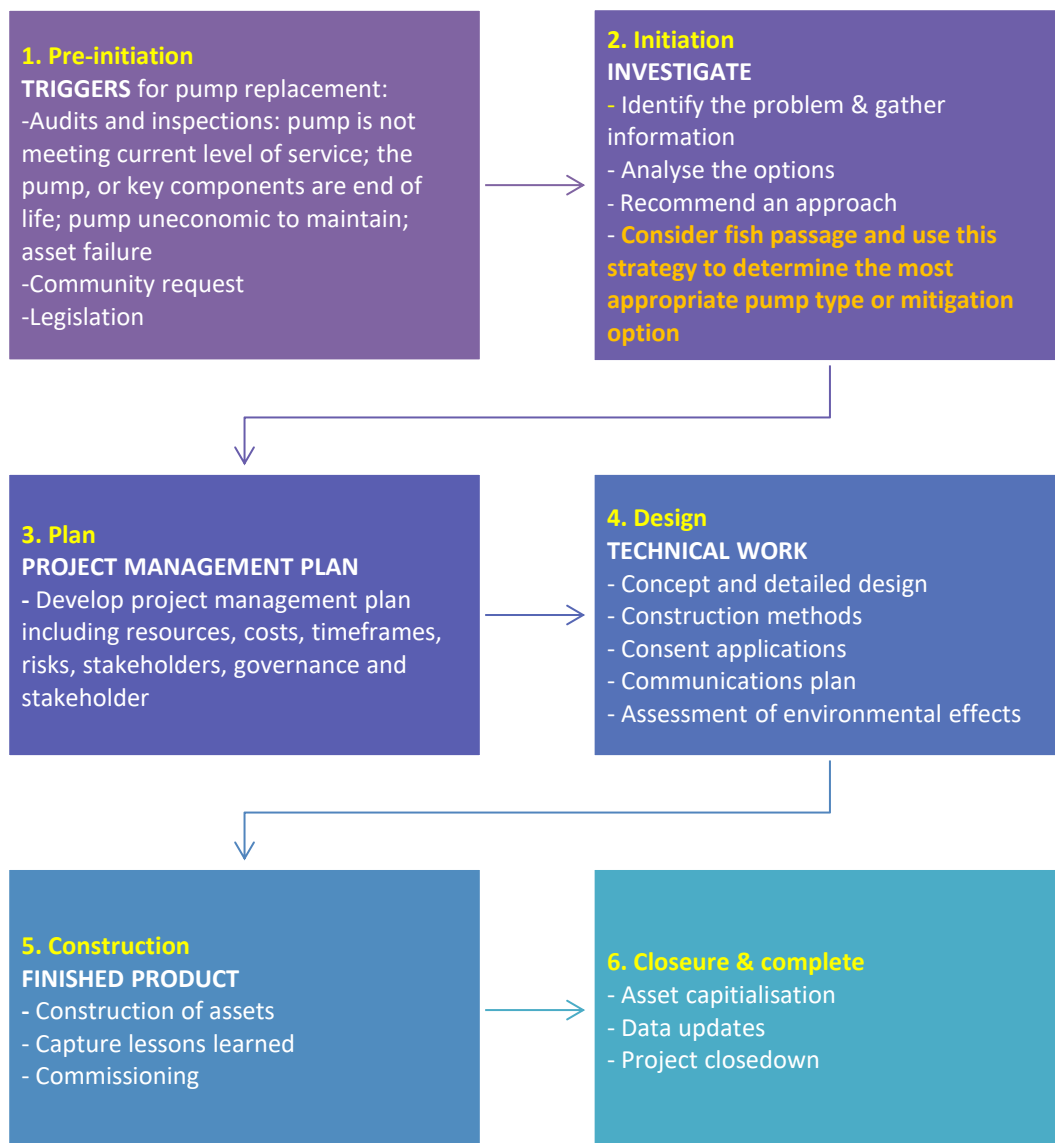 1. Pre-initiation
TRIGGERS for pump replacement:
-Audits and inspections: pump is not
meeting current level of service; the
pump, or key components are end of
life; pump uneconomic to maintain;
asset failure
-Community request
-Legislation
2. Initiation
INVESTIGATE
- Identify the problem & gather
information
- Analyse the options
- Recommend an approach
- Consider fish passage and use this
strategy to determine the most
appropriate pump type or mitigation
option
3. Plan
PROJECT MANAGEMENT PLAN
- Develop project management plan
including resources, costs, timeframes,
risks, stakeholders, governance and
stakeholder
4. Design
TECHNICAL WORK
- Concept and detailed design
- Construction methods
- Consent applications
- Communications plan
- Assessment of environmental effects
5. Construction
FINISHED PRODUCT
- Construction of assets
- Capture lessons learned
- Commissioning
6. Closeure & complete
- Asset capitialisation
- Data updates
- Project closedown